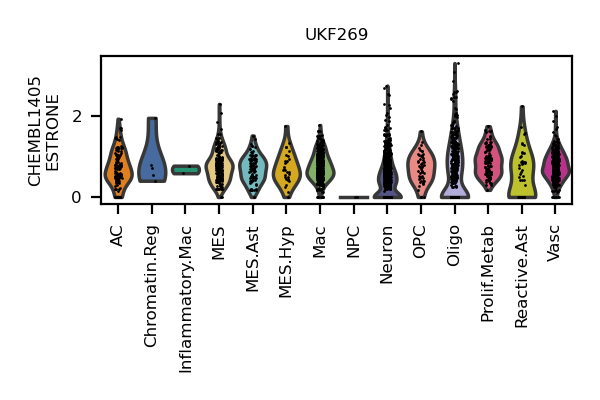 UKF269
CHEMBL1405
ESTRONE
2
0
AC
Chromatin.Reg
Inflammatory.Mac
MES
MES.Ast
MES.Hyp
Mac
NPC
Neuron
OPC
Oligo
Prolif.Metab
Reactive.Ast
Vasc